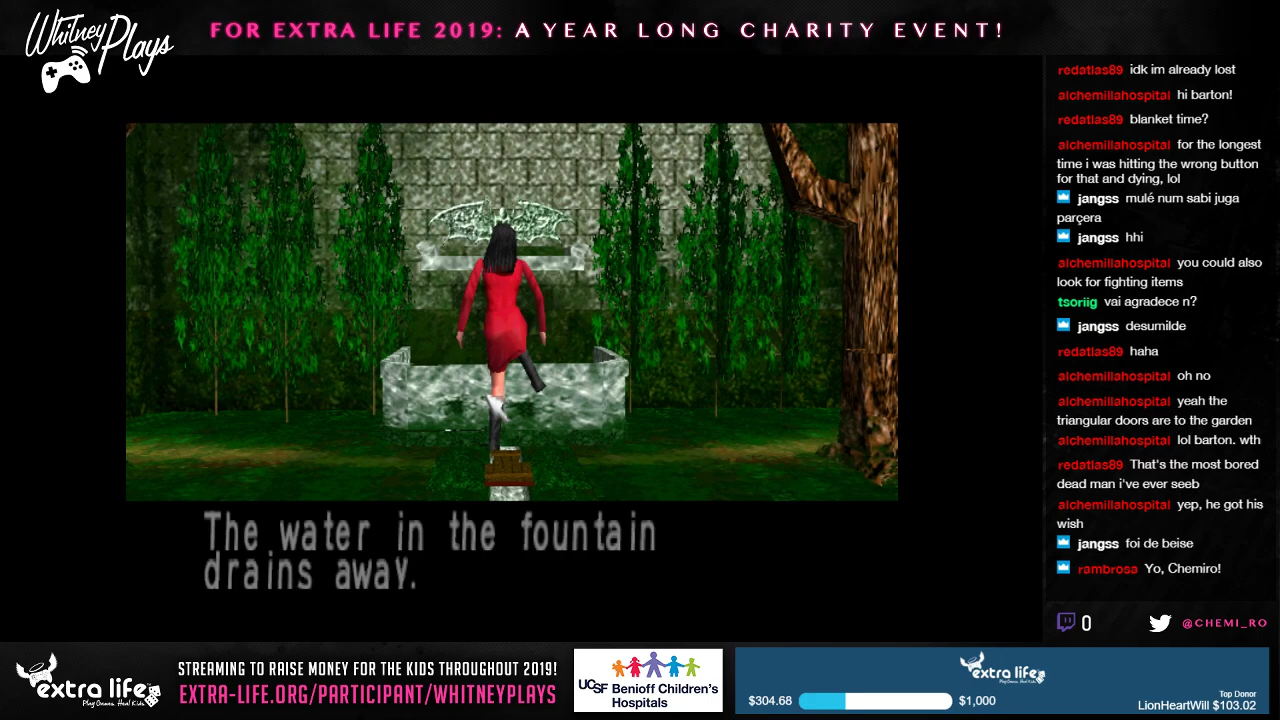 Whitney Plays
FOR EXTRA LIFE 2019: A YEAR LONG CHARITY EVENT!
redatlas89 idk im already lost
alchemillahospital hi barton!
redatlas89 blanket time?
alchemillahospital for the longest
time i was hitting the wrong button
for that and dying, lol
jangss mulé num sabi juga
parçera
jangss hhi
alchemillahospital you could also
look for fighting items
tsoriig vai agradece n?
jangss desumilde
redatlas89 haha
alchemillahospital oh no
alchemillahospital yeah the
triangular doors are to the garden
alchemillahospital lol barton. wth
redatlas89 That's the most bored
dead man i've ever seeb
alchemillahospital yep, he got his
wish
jangss foi de beise
rambrosa Yo, Chemiro!
The water in the fountain
drains away.
0 @CHEMI_RO
extra life
Play Games. Heal Kids.
STREAMING TO RAISE MONEY FOR THE KIDS THROUGHOUT 2019!
EXTRA-LIFE.ORG/PARTICIPANT/WHITNEYPLAYS
UCSF Benioff Children's
Hospitals
extra life
Play Games. Heal Kids.
$304.68 $1,000
Top Donor
LionHeartWill $103.02